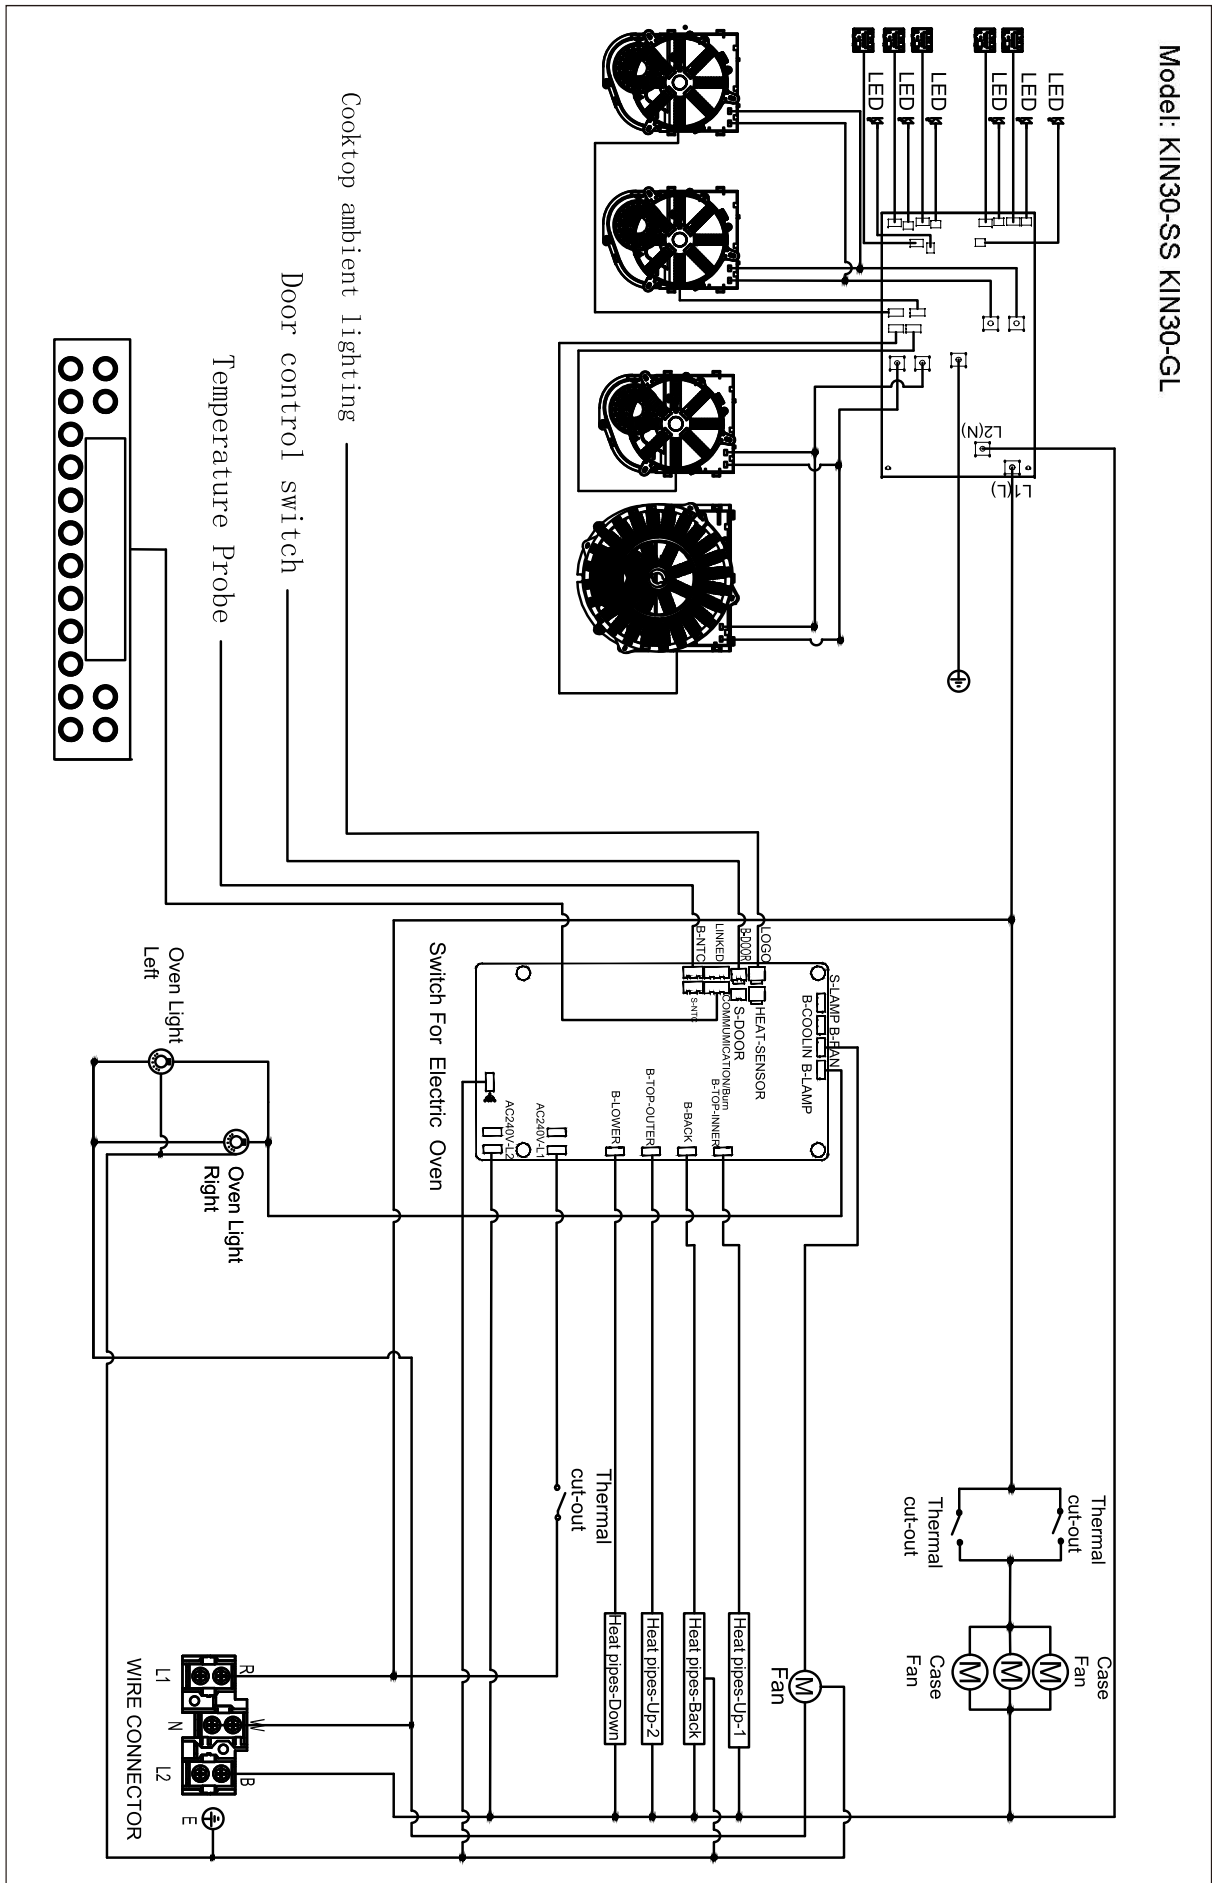 Model: KIN30-SS KIN30-GL
LED
LED
LED
LED
LED
LED
L2(N)
L1(L)
Cooktop ambient lighting
Door control switch
Temperature Probe
LOGO
B-DOOR
LINKED
B-NTC
S-LAMP B-FAN
B-COOLIN B-LAMP
HEAT-SENSOR
S-DOOR
COMMUMICATION/Burn
S-NTC
B-TOP-INNER
B-BACK
B-TOP-OUTER
B-LOWER
AC240V-L1
AC240V-L2
Switch For Electric Oven
Oven Light
Left
Oven Light
Right
Thermal
cut-out
Thermal
cut-out
Thermal
cut-out
Case
Fan
M
M
M
Case
Fan
M
Fan
Heat pipes-Up-1
Heat pipes-Back
Heat pipes-Up-2
Heat pipes-Down
R
W
B
L1
N
L2
E
WIRE CONNECTOR